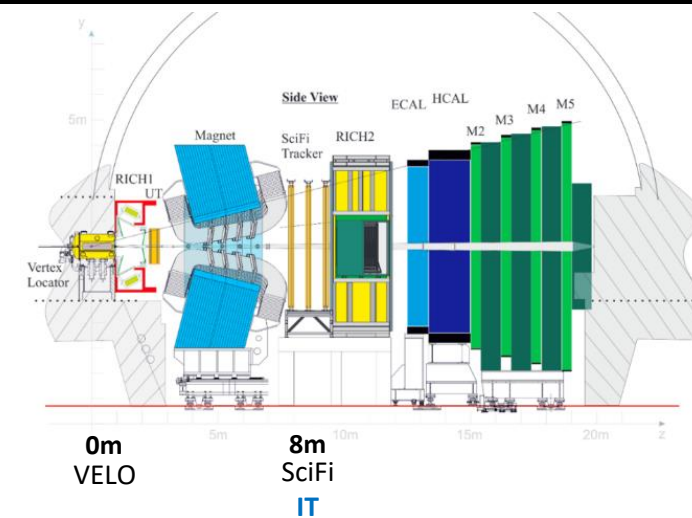 y
5m
Side View
Magnet
SciFi
Tracker
RICH2
ECAL
HCAL
M2
M3
M4
M5
RICH1
UT
Vertex
Locator
5m
10m
15m
20m
z
0m
VELO
8m
SciFi
IT